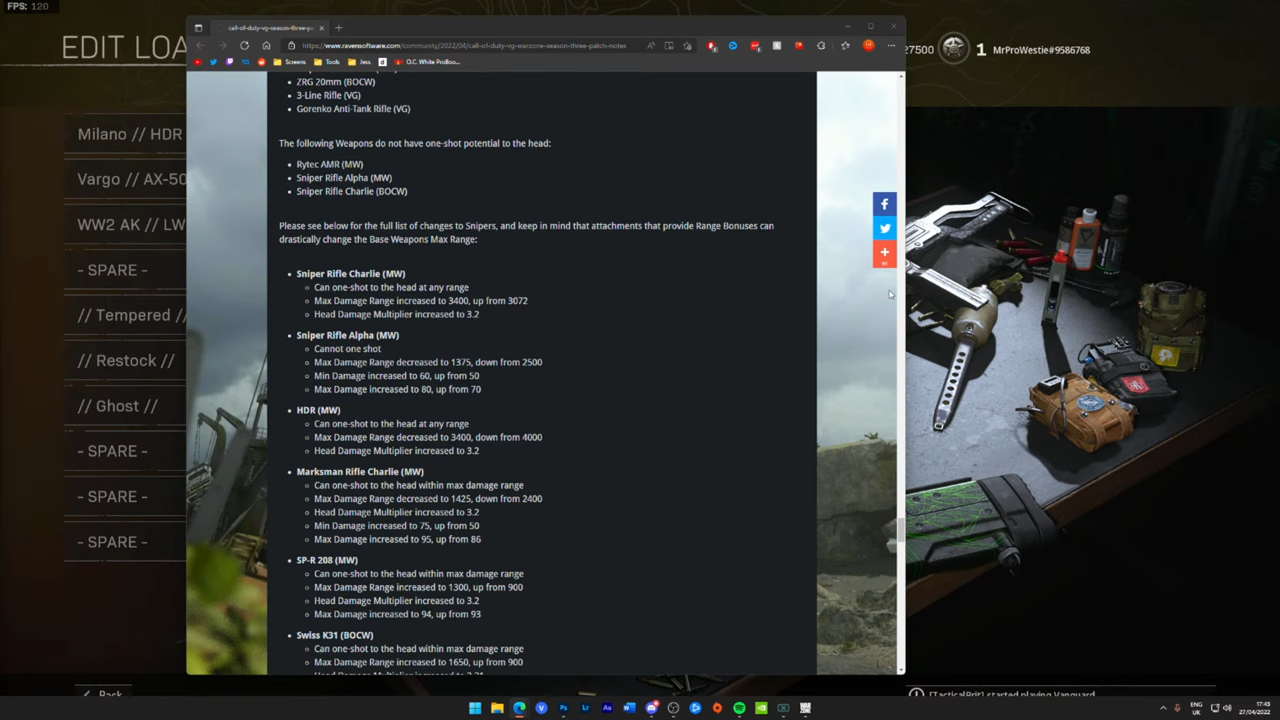 FPS: 120
EDIT LOA
call-of-duty-vg-season-three-pa
https://www.ravensoftware.com/community/2022/04/call-of-duty-vg-warzone-season-three-patch-notes
Screens
Tools
Jess
O.C. White ProBoo...
27500
1 MrProWestie#9586768
Milano // HDR
Vargo // AX-50
WW2 AK // LW
- SPARE -
// Tempered //
// Restock //
// Ghost //
- SPARE -
- SPARE -
- SPARE -
Back
ZRG 20mm (BOCW)
3-Line Rifle (VG)
Gorenko Anti-Tank Rifle (VG)
The following Weapons do not have one-shot potential to the head:
Rytec AMR (MW)
Sniper Rifle Alpha (MW)
Sniper Rifle Charlie (BOCW)
Please see below for the full list of changes to Snipers, and keep in mind that attachments that provide Range Bonuses can
drastically change the Base Weapons Max Range:
Sniper Rifle Charlie (MW)
Can one-shot to the head at any range
Max Damage Range increased to 3400, up from 3072
Head Damage Multiplier increased to 3.2
Sniper Rifle Alpha (MW)
Cannot one shot
Max Damage Range decreased to 1375, down from 2500
Min Damage increased to 60, up from 50
Max Damage increased to 80, up from 70
HDR (MW)
Can one-shot to the head at any range
Max Damage Range decreased to 3400, down from 4000
Head Damage Multiplier increased to 3.2
Marksman Rifle Charlie (MW)
Can one-shot to the head within max damage range
Max Damage Range decreased to 1425, down from 2400
Head Damage Multiplier increased to 3.2
Min Damage increased to 75, up from 50
Max Damage increased to 95, up from 86
SP-R 208 (MW)
Can one-shot to the head within max damage range
Max Damage Range increased to 1300, up from 900
Head Damage Multiplier increased to 3.2
Max Damage increased to 94, up from 93
Swiss K31 (BOCW)
Can one-shot to the head within max damage range
Max Damage Range increased to 1650, up from 900
[TacticalBrit] started playing Vanguard
ENG
UK
17:43
27/04/2022